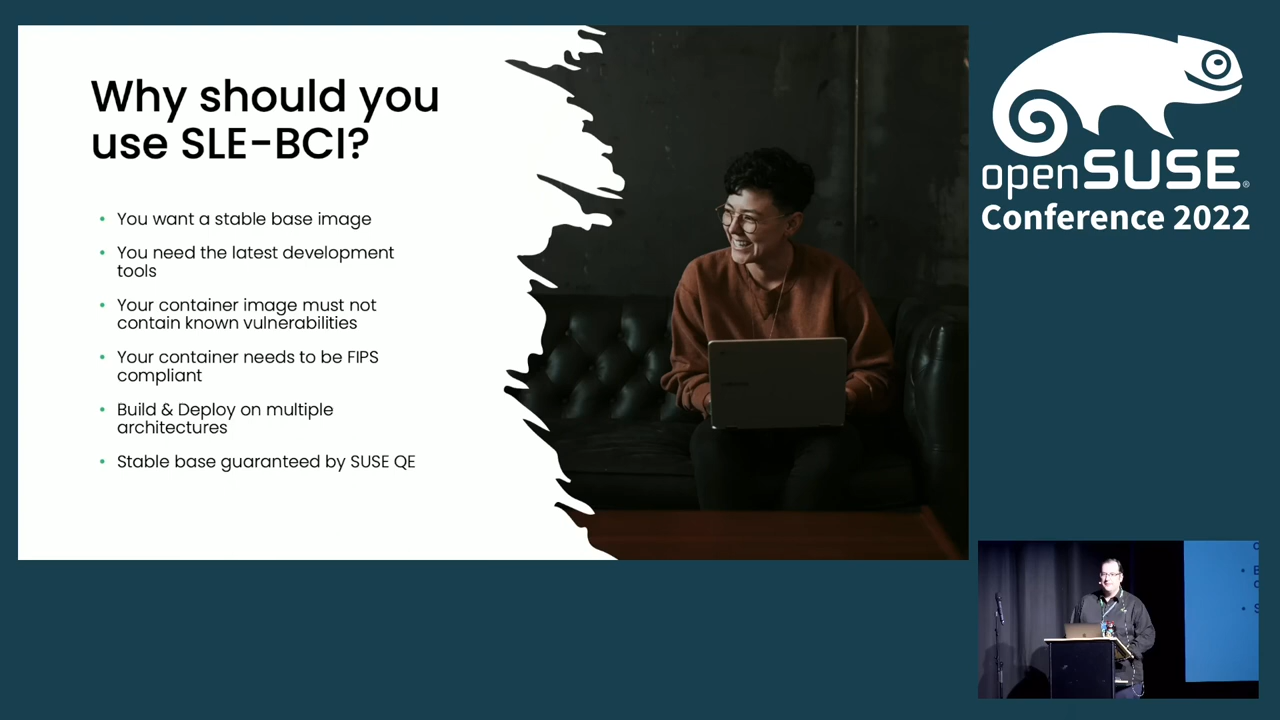 Why should you
use SLE-BCI?
• You want a stable base image
• You need the latest development
tools
• Your container image must not
contain known vulnerabilities
• Your container needs to be FIPS
compliant
• Build & Deploy on multiple
architectures
• Stable base guaranteed by SUSE QE
openSUSE®
Conference 2022